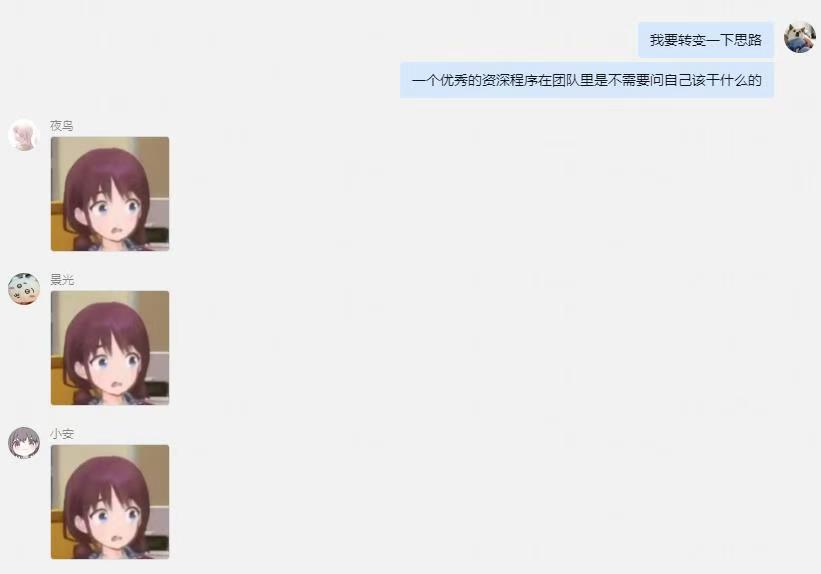 我要转变一下思路
一个优秀的资深程序在团队里是不需要问自己该干什么的
夜鸟
景光
小安